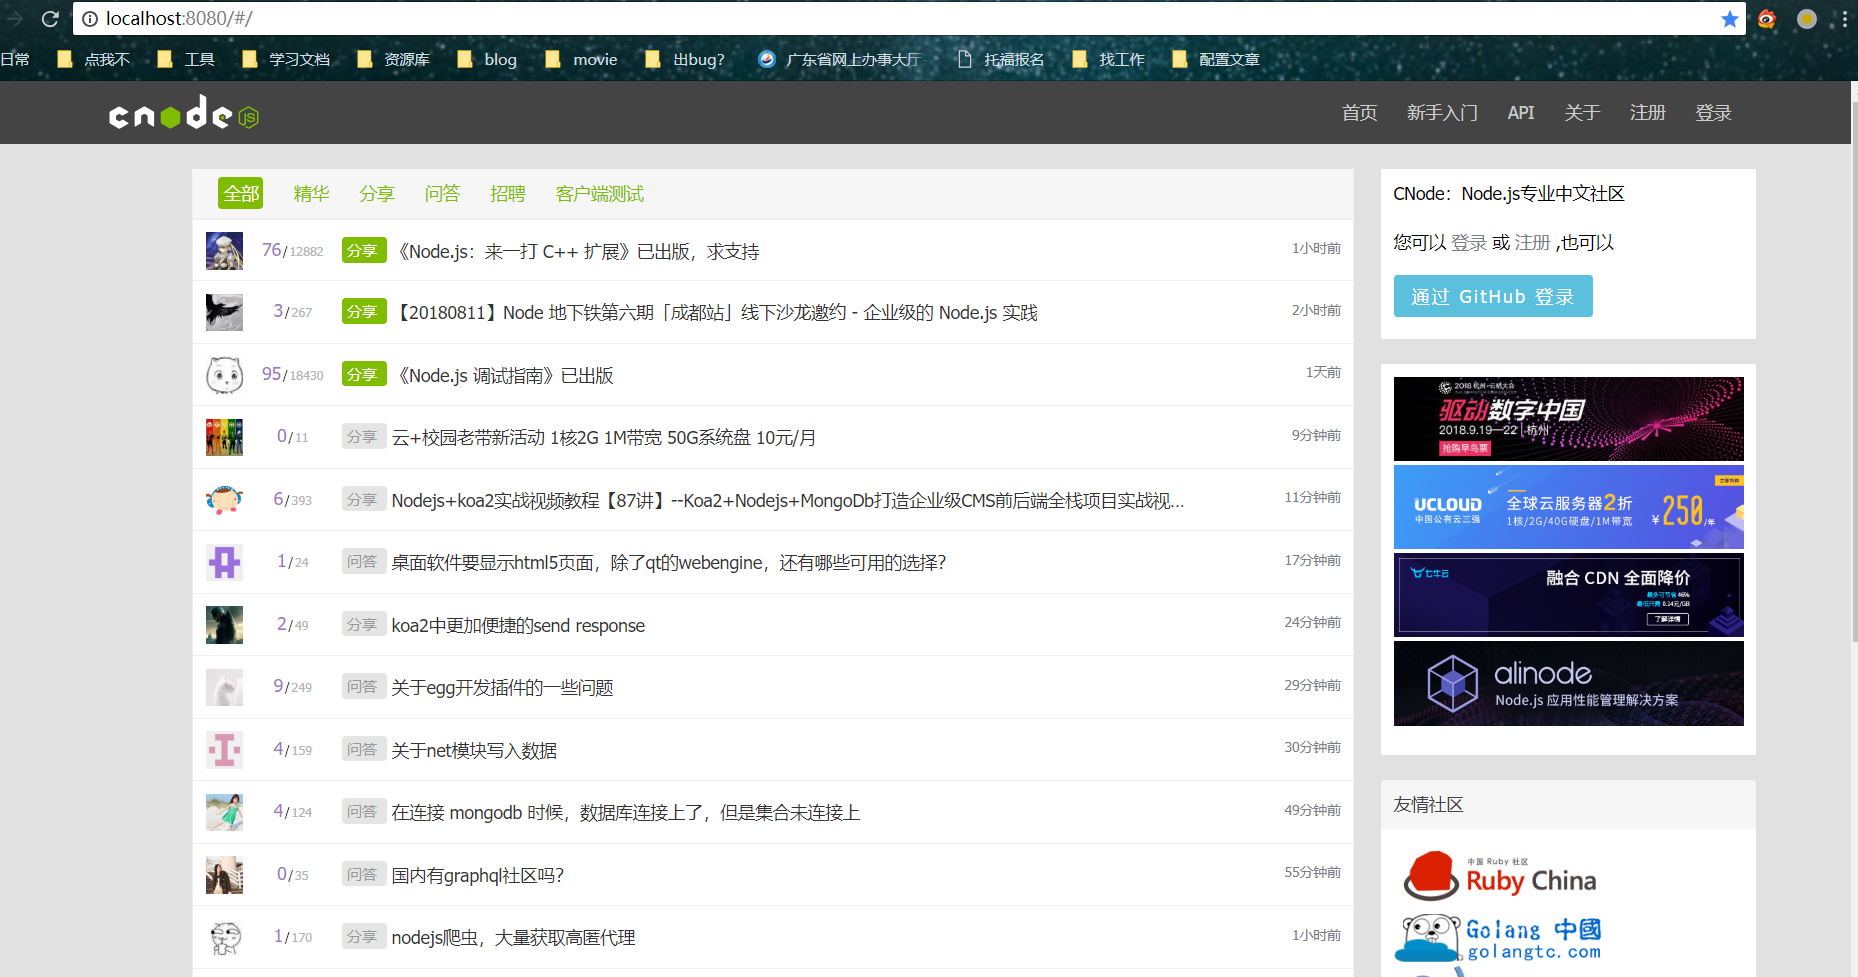 localhost:8080/#/
日常 点我不 工具 学习文档 资源库 blog movie 出bug? 广东省网上办事大厅 托福报名 找工作 配置文章
cnode JS 首页 新手入门 API 关于 注册 登录
全部 精华 分享 问答 招聘 客户端测试
76/12882 分享 《Node.js：来一打 C++ 扩展》已出版，求支持 1小时前
3/267 分享 【20180811】Node 地下铁第六期「成都站」线下沙龙邀约 - 企业级的 Node.js 实践 2小时前
95/18430 分享 《Node.js 调试指南》已出版 1天前
0/11 分享 云+校园老带新活动 1核2G 1M带宽 50G系统盘 10元/月 9分钟前
6/393 分享 Nodejs+koa2实战视频教程【87讲】--Koa2+Nodejs+MongoDb打造企业级CMS前后端全栈项目实战视... 11分钟前
1/24 问答 桌面软件要显示html5页面，除了qt的webengine，还有哪些可用的选择？ 17分钟前
2/49 分享 koa2中更加便捷的send response 24分钟前
9/249 问答 关于egg开发插件的一些问题 29分钟前
4/159 问答 关于net模块写入数据 30分钟前
4/124 问答 在连接 mongodb 时候，数据库连接上了，但是集合未连接上 49分钟前
0/35 问答 国内有graphql社区吗？ 55分钟前
1/170 分享 nodejs爬虫，大量获取高匿代理 1小时前
CNode：Node.js专业中文社区
您可以 登录 或 注册 ,也可以
通过 GitHub 登录
2018 杭州·云栖大会
驱动数字中国
2018.9.19—22 | 杭州
抢购早鸟票
UCLOUD 全球云服务器2折 ¥250/年
中国公有云三强 1核/2G/40G硬盘/1M带宽
七牛云 融合 CDN 全面降价
最多可节省 46%
最低只需 0.14元/GB
了解详情
alinode
Node.js 应用性能管理解决方案
友情社区
中国 Ruby 社区
Ruby China
Golang 中國
golangtc.com